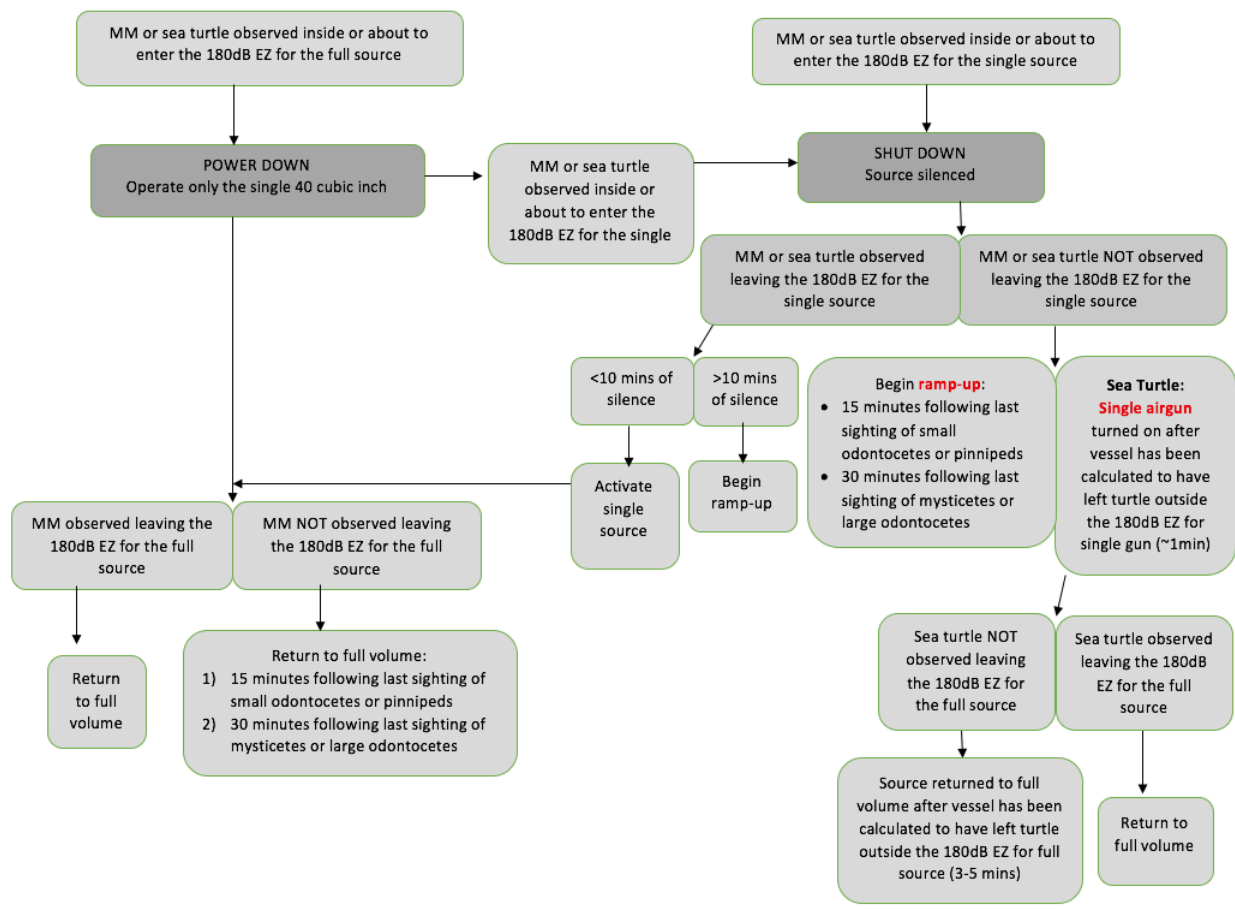 MM or sea turtle observed inside or about to
enter the 180dB EZ for the full source
MM or sea turtle observed inside or about to
enter the 180dB EZ for the single source
POWER DOWN
Operate only the single 40 cubic inch
MM or sea turtle
observed inside or
about to enter the
180dB EZ for the single
SHUT DOWN
Source silenced
MM or sea turtle observed
leaving the 180dB EZ for the
single source
MM or sea turtle NOT observed
leaving the 180dB EZ for the
single source
<10 mins of
silence
>10 mins
of silence
Begin ramp-up:
• 15 minutes following last
sighting of small
odontocetes or pinnipeds
• 30 minutes following last
sighting of mysticetes or
large odontocetes
Sea Turtle:
Single airgun
turned on after
vessel has been
calculated to have
left turtle outside
the 180dB EZ for
single gun (~1min)
Activate
single
source
Begin
ramp-up
MM observed leaving the
180dB EZ for the full
source
MM NOT observed leaving
the 180dB EZ for the full
source
Return
to full
volume
Return to full volume:
1) 15 minutes following last sighting of
small odontocetes or pinnipeds
2) 30 minutes following last sighting of
mysticetes or large odontocetes
Sea turtle NOT
observed leaving
the 180dB EZ for
the full source
Sea turtle observed
leaving the 180dB
EZ for the full
source
Source returned to full
volume after vessel has been
calculated to have left turtle
outside the 180dB EZ for full
source (3-5 mins)
Return to
full volume